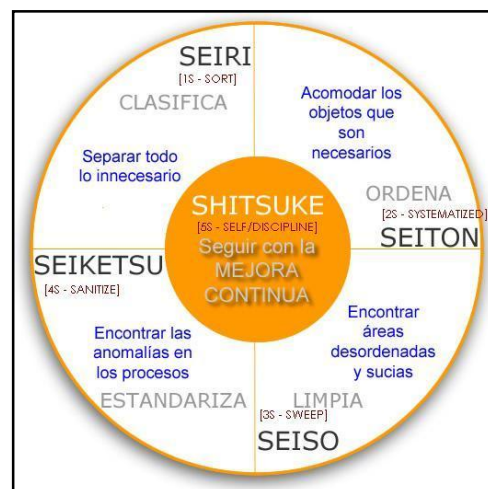 SEIRI
[1S - SORT]
CLASIFICA
Separar todo
lo innecesario
Acomodar los
objetos que
son
necesarios
ORDENA
[2S - SYSTEMATIZED]
SEITON
SHITSUKE
[5S - SELF/DISCIPLINE]
Seguir con la
MEJORA
CONTINUA
SEIKETSU
[4S - SANITIZE]
Encontrar las
anomalías en
los procesos
ESTANDARIZA
Encontrar
áreas
desordenadas
y sucias
LIMPIA
[3S - SWEEP]
SEISO